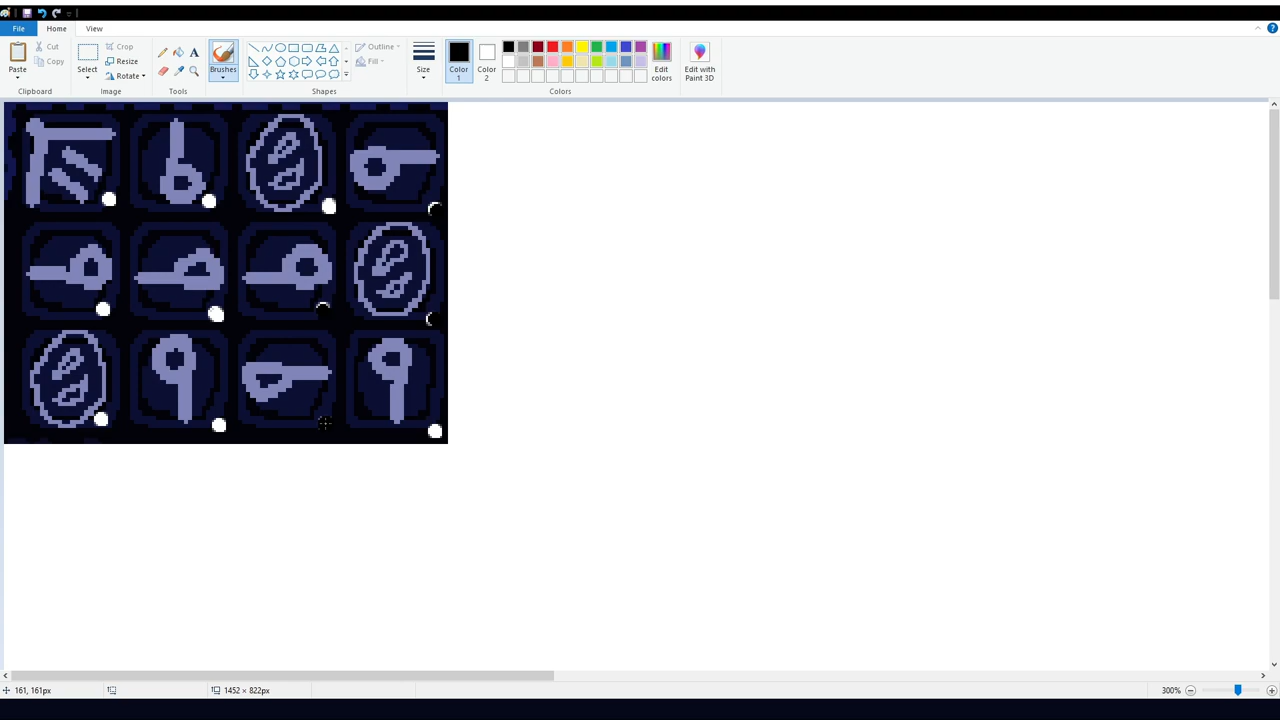 File Home View
Paste Cut Copy Clipboard
Select Crop Resize Rotate Image
A Tools
Brushes
Outline Fill Shapes
Size
Color 1 Color 2 Edit colors Edit with Paint 3D Colors
161, 161px 1452 × 822px 300%